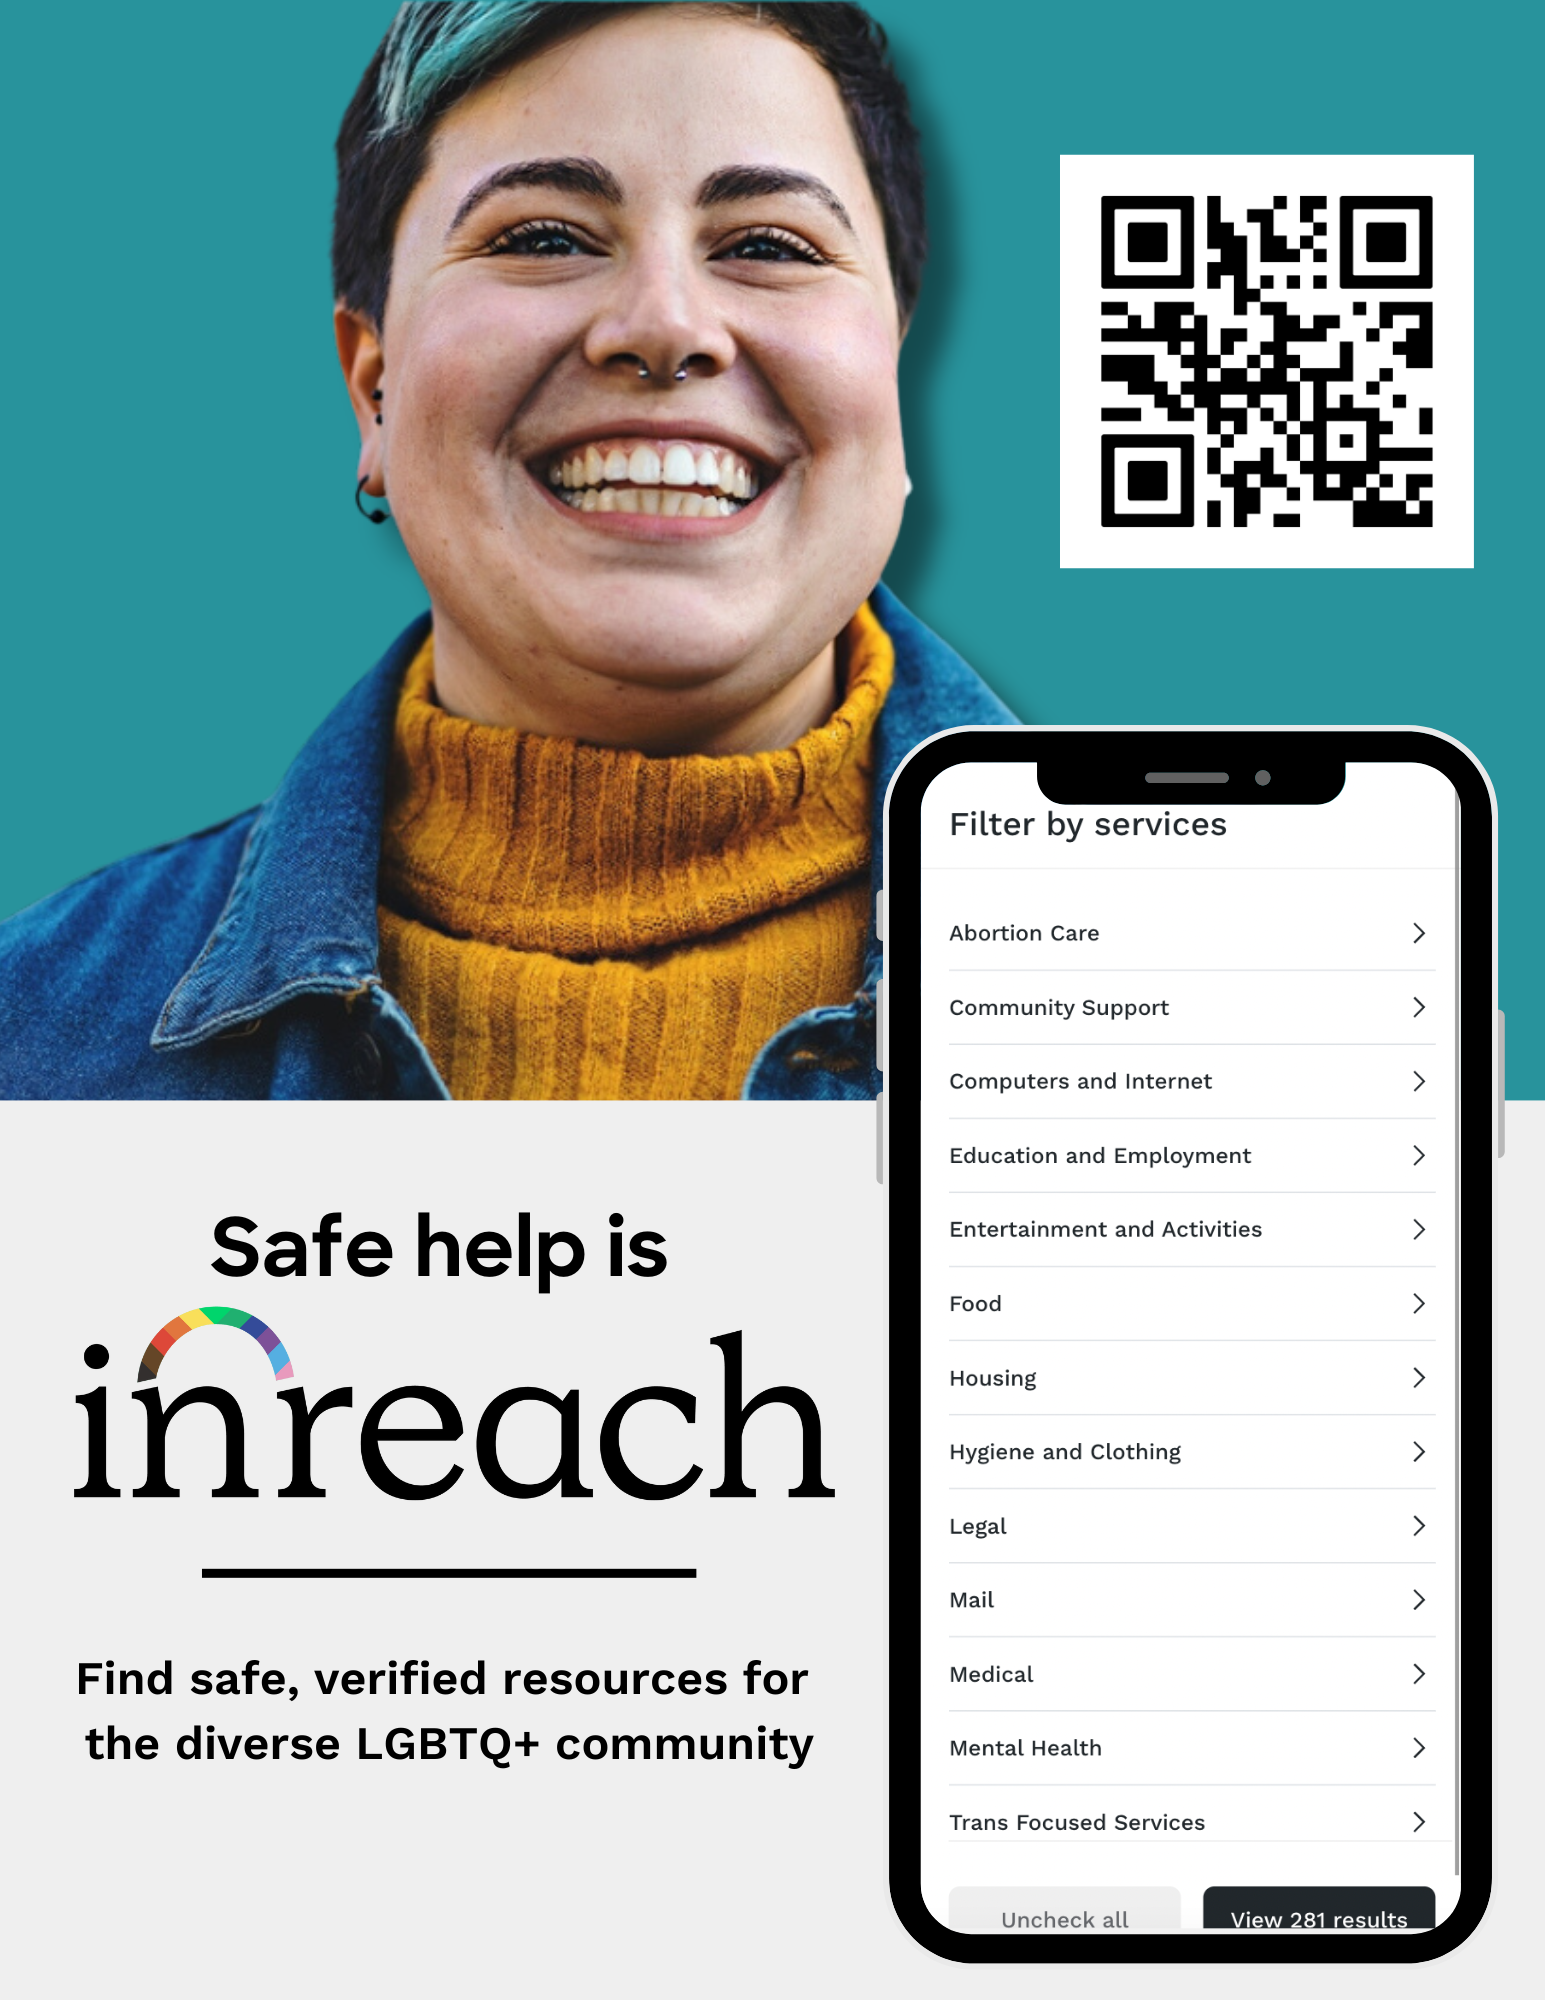 Safe help is
inreach
Find safe, verified resources for
the diverse LGBTQ+ community
Filter by services
Abortion Care
Community Support
Computers and Internet
Education and Employment
Entertainment and Activities
Food
Housing
Hygiene and Clothing
Legal
Mail
Medical
Mental Health
Trans Focused Services
Uncheck all
View 281 results